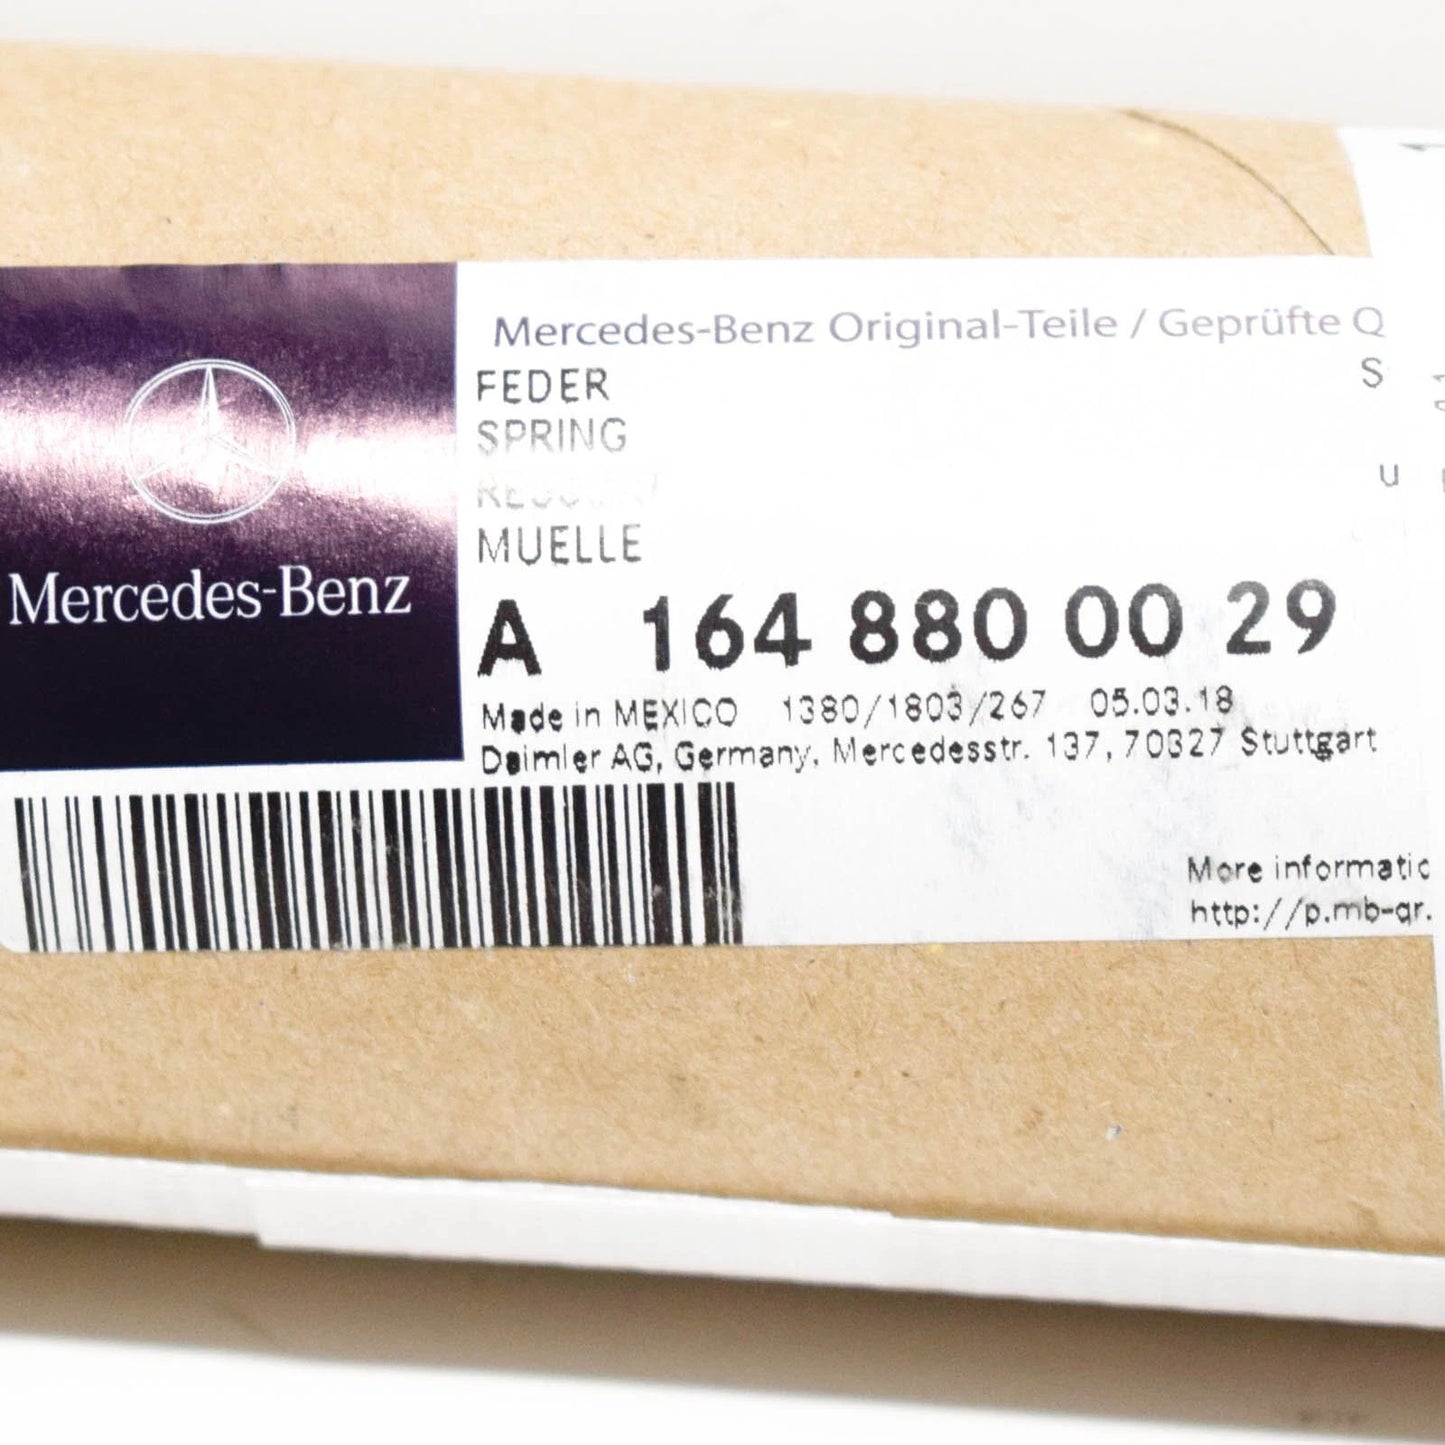 Mercedes-Benz
Mercedes-Benz Original-Teile / Geprüfte Q
FEDER
SPRING
MUELLE
A 164 880 00 29
Made in MEXICO 1380/1803/267 05.03.18
Daimler AG, Germany, Mercedesstr. 137, 70327 Stuttgart
More informatic
http://p.mb-qr.
S
u